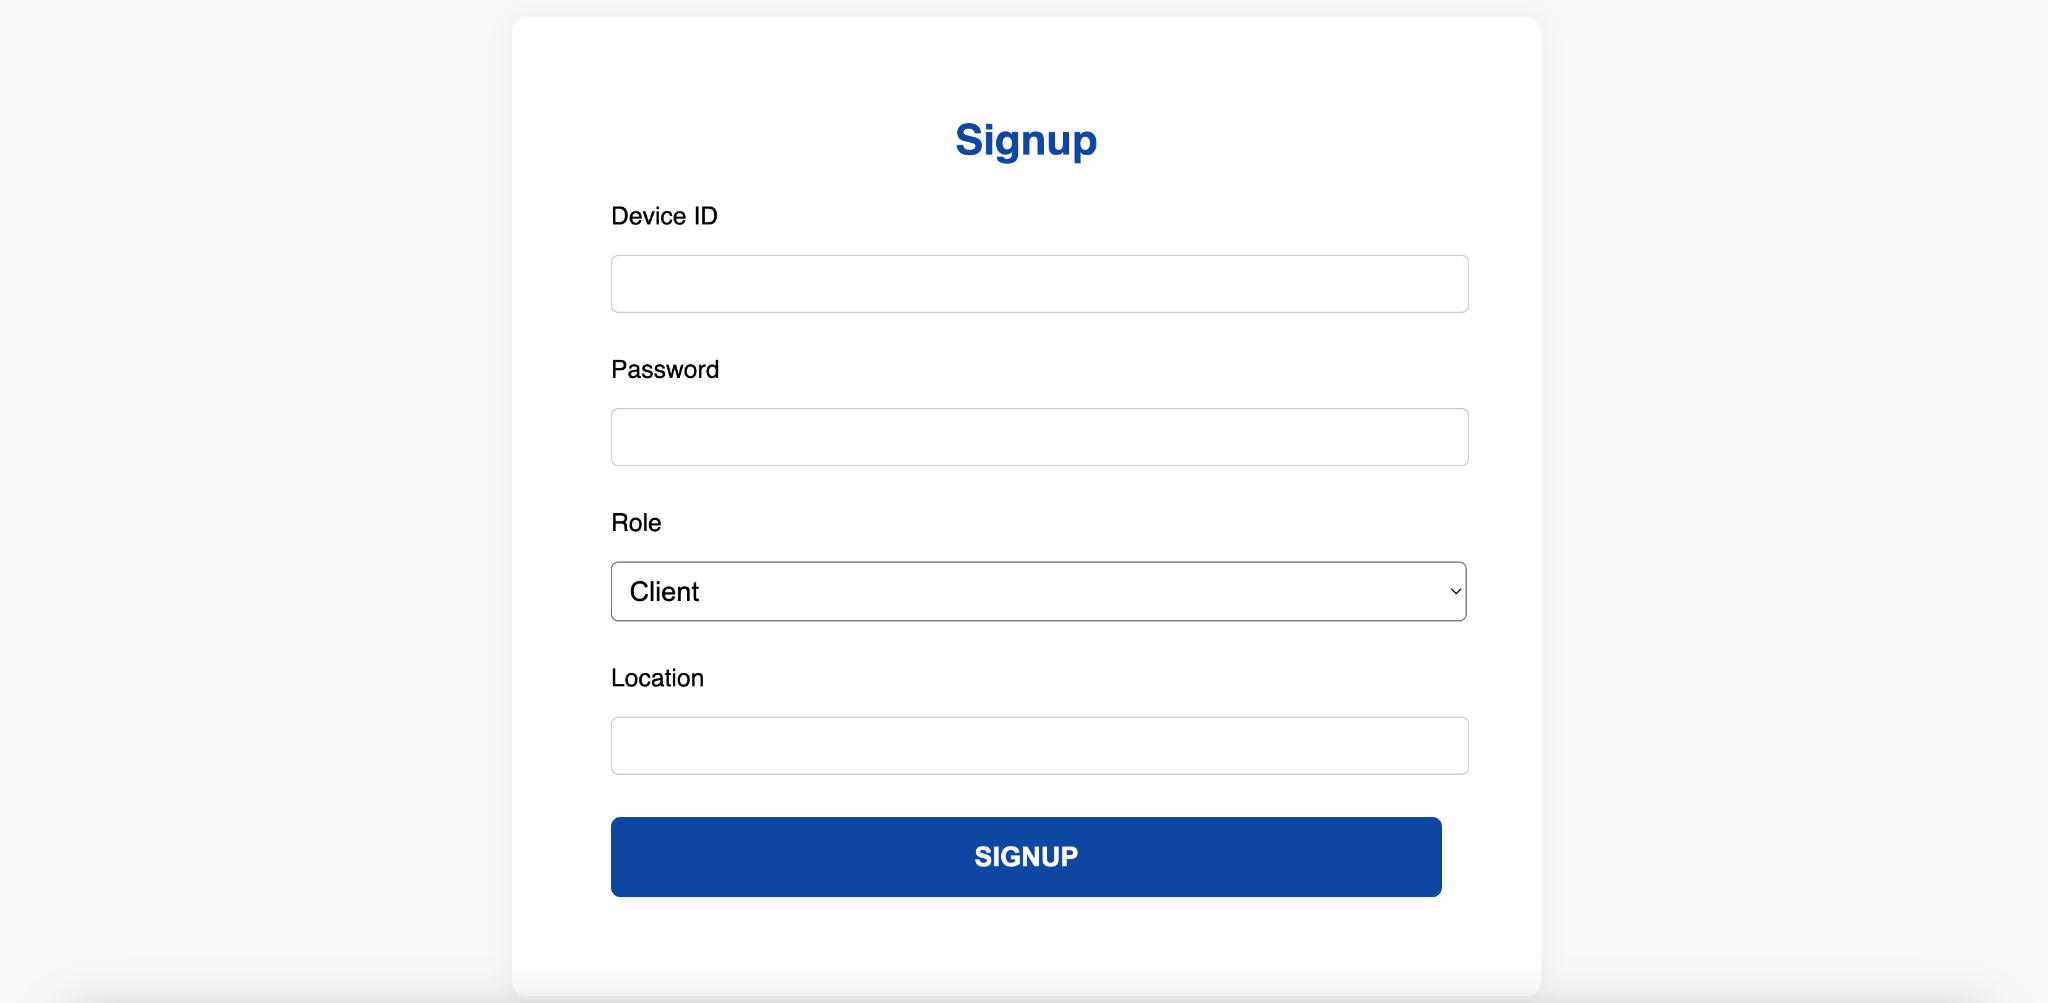 Signup
Device ID
Password
Role
Client
Location
SIGNUP